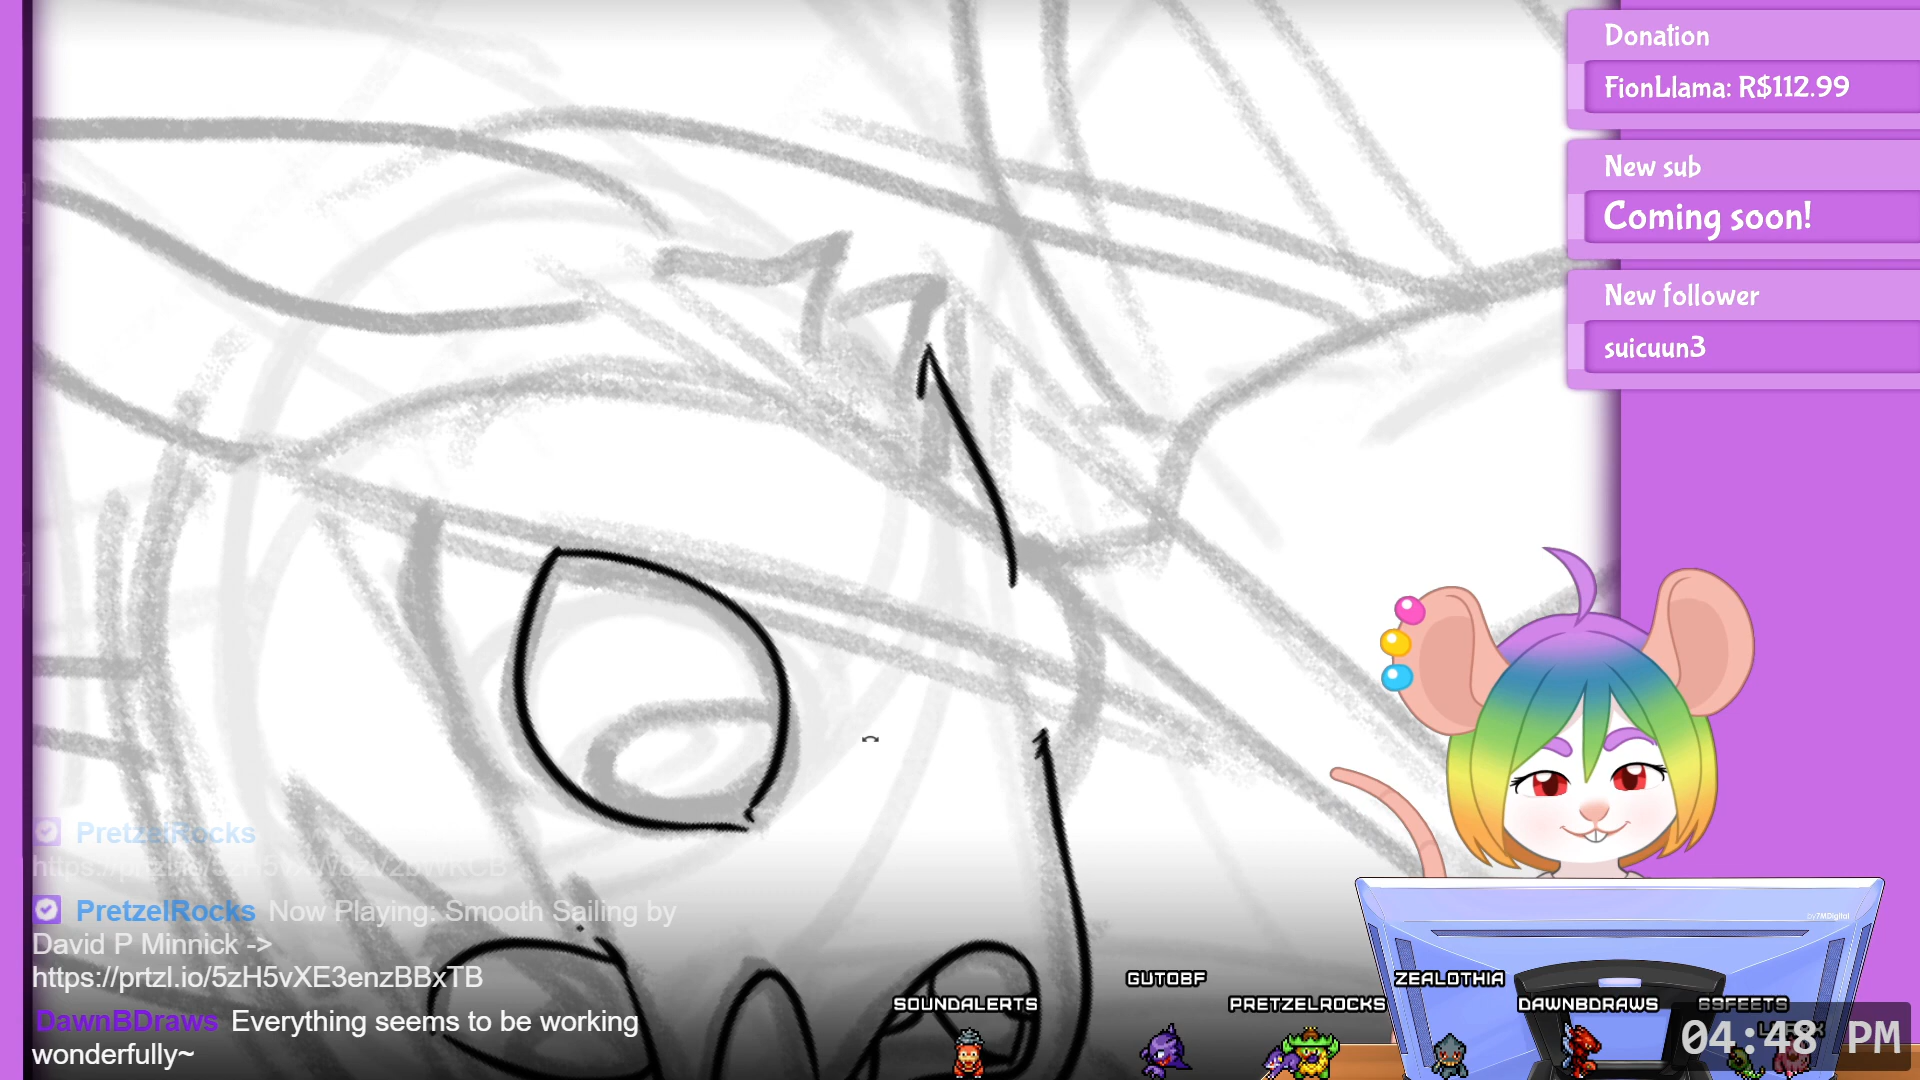 Donation
FionLlama: R$112.99
New sub
Coming soon!
New follower
suicuun3
PretzelRocks
PretzelRocks Now Playing: Smooth Sailing by
David P Minnick ->
https://prtzl.io/5zH5vXE3enzBBxTB
DawnBDraws Everything seems to be working
wonderfully~
by7MDigital
GUTOBF
ZEALOTHIA
SOUNDALERTS
PRETZELROCKS
DAWNBDRAWS
69FEETS
04:48 PM